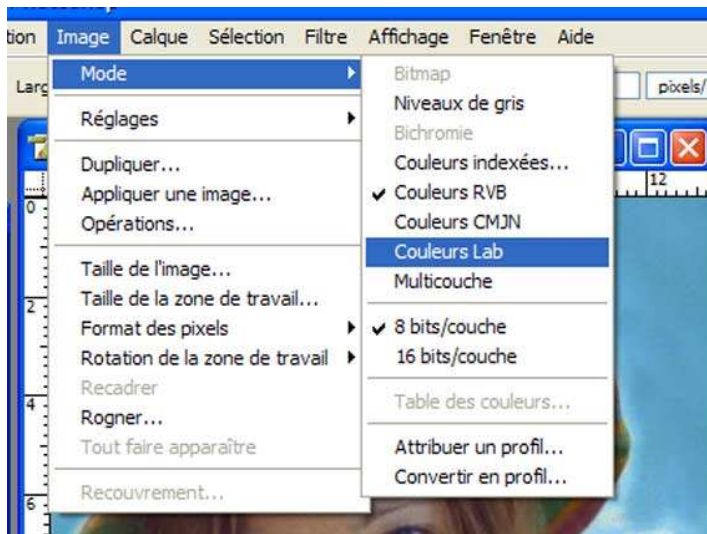 tion Image Calque Sélection Filtre Affichage Fenêtre Aide
Larg
pixels/
Mode
Réglages
Dupliquer...
Appliquer une image...
Opérations...
Taille de l'image...
Taille de la zone de travail...
Format des pixels
Rotation de la zone de travail
Recadrer
Rogner...
Tout faire apparaître
Recouvrement...
Bitmap
Niveaux de gris
Bichromie
Couleurs indexées...
Couleurs RVB
Couleurs CMJN
Couleurs Lab
Multicouche
8 bits/couche
16 bits/couche
Table des couleurs...
Attribuer un profil...
Convertir en profil...
12
0
2
4
6